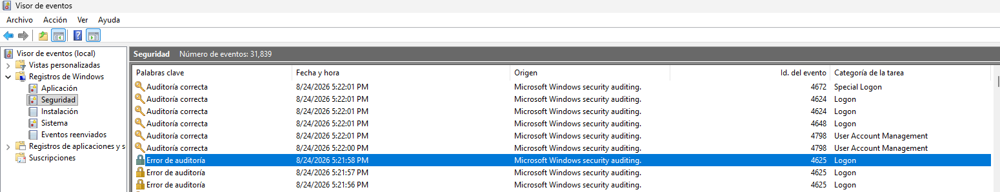 Visor de eventos
Archivo Acción Ver Ayuda
Visor de eventos (local)
Vistas personalizadas
Registros de Windows
Aplicación
Seguridad
Instalación
Sistema
Eventos reenviados
Registros de aplicaciones y s
Suscripciones
Seguridad Número de eventos: 31,839
Palabras clave Fecha y hora Origen Id. del evento Categoría de la tarea
Auditoría correcta 8/24/2026 5:22:01 PM Microsoft Windows security auditing. 4672 Special Logon
Auditoría correcta 8/24/2026 5:22:01 PM Microsoft Windows security auditing. 4624 Logon
Auditoría correcta 8/24/2026 5:22:01 PM Microsoft Windows security auditing. 4624 Logon
Auditoría correcta 8/24/2026 5:22:01 PM Microsoft Windows security auditing. 4648 Logon
Auditoría correcta 8/24/2026 5:22:01 PM Microsoft Windows security auditing. 4798 User Account Management
Auditoría correcta 8/24/2026 5:22:00 PM Microsoft Windows security auditing. 4798 User Account Management
Error de auditoría 8/24/2026 5:21:58 PM Microsoft Windows security auditing. 4625 Logon
Error de auditoría 8/24/2026 5:21:57 PM Microsoft Windows security auditing. 4625 Logon
Error de auditoría 8/24/2026 5:21:56 PM Microsoft Windows security auditing. 4625 Logon